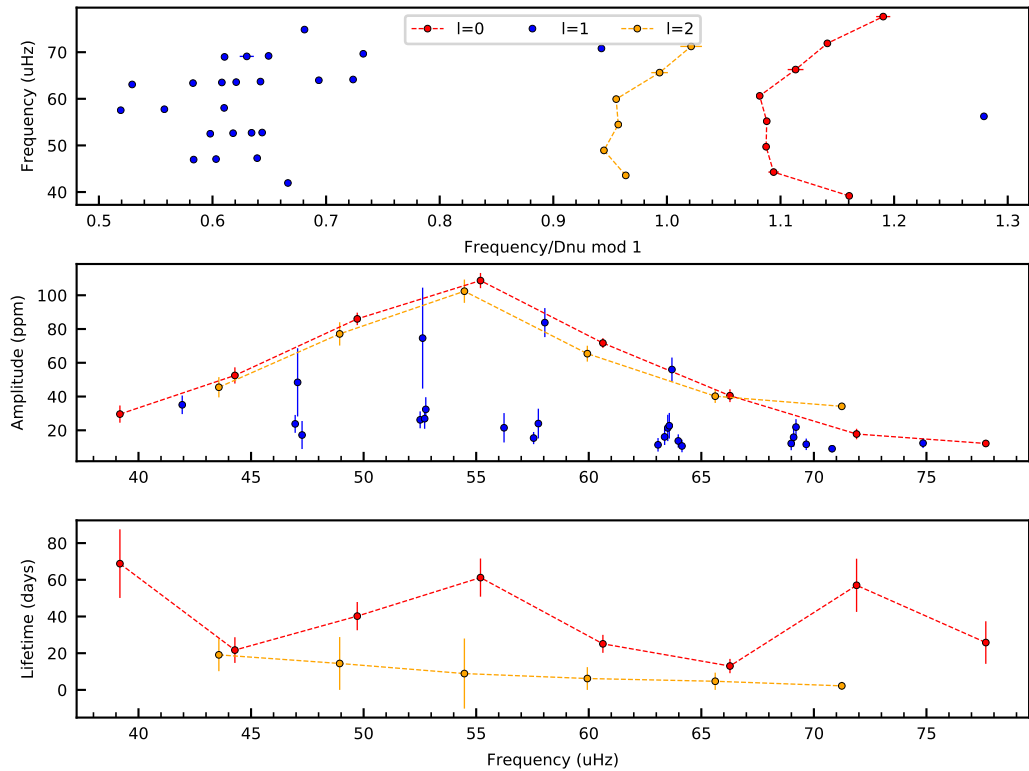 l=0 l=1 l=2
Frequency (uHz)
70
60
50
40
0.5 0.6 0.7 0.8 0.9 1.0 1.1 1.2 1.3
Frequency/Dnu mod 1
Amplitude (ppm)
100
80
60
40
20
40 45 50 55 60 65 70 75
Lifetime (days)
80
60
40
20
0
40 45 50 55 60 65 70 75
Frequency (uHz)